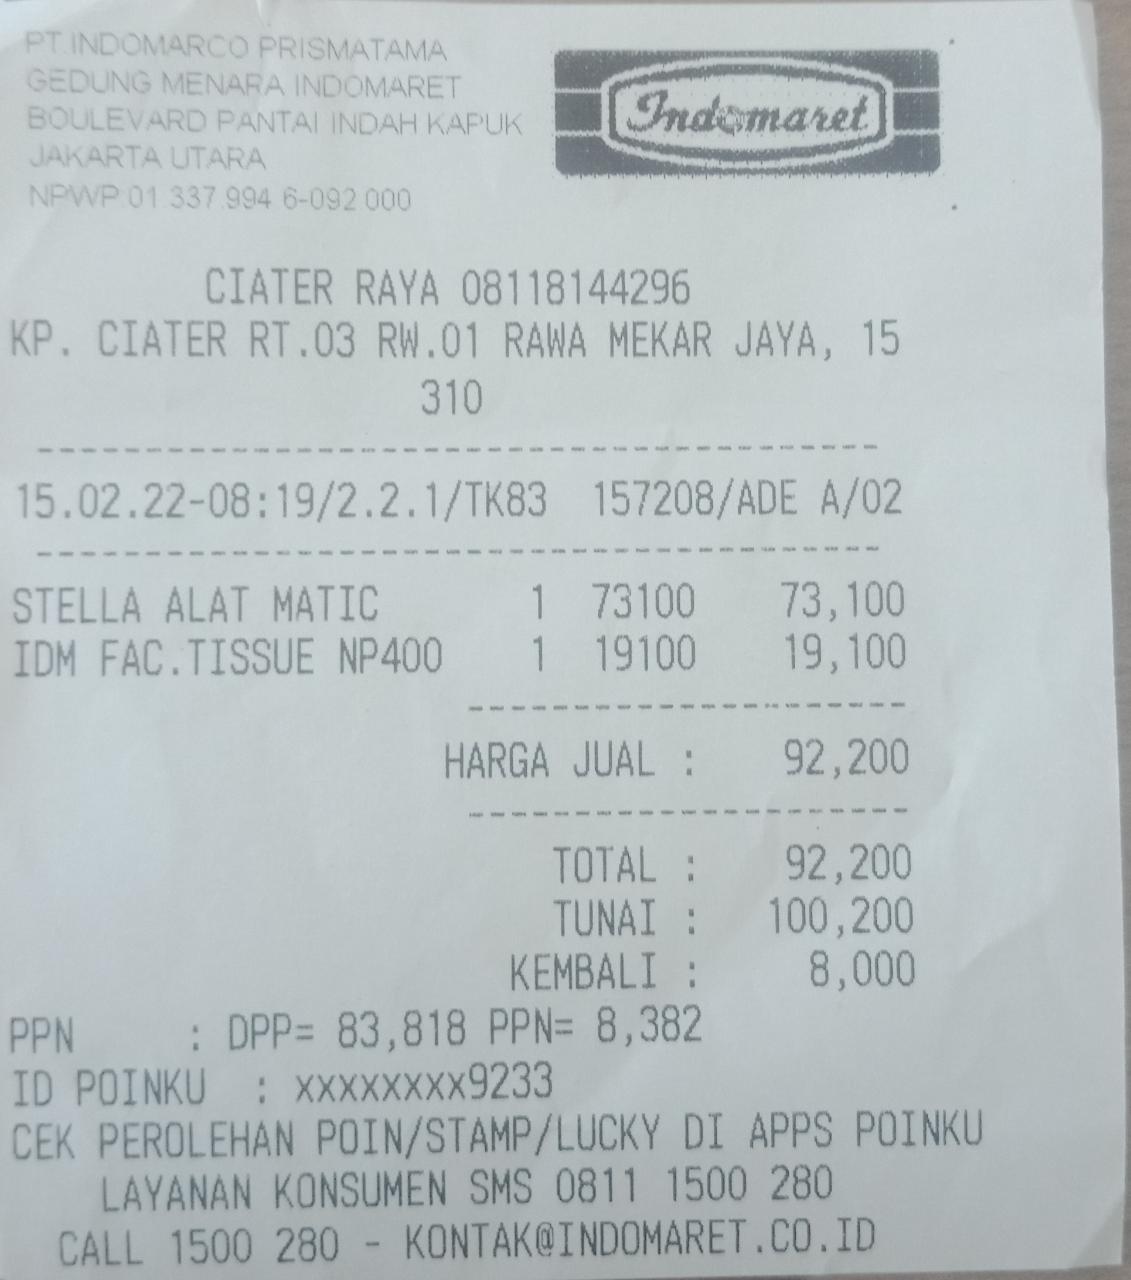 PT.INDOMARCO PRISMATAMA
GEDUNG MENARA INDOMARET
BOULEVARD PANTAI INDAH KAPUK
JAKARTA UTARA
NPWP:01.337.994.6-092.000
Indomaret
CIATER RAYA 08118144296
KP. CIATER RT.03 RW.01 RAWA MEKAR JAYA, 15
310
15.02.22-08:19/2.2.1/TK83 157208/ADE A/02
STELLA ALAT MATIC 1 73100 73,100
IDM FAC.TISSUE NP400 1 19100 19,100
HARGA JUAL : 92,200
TOTAL : 92,200
TUNAI : 100,200
KEMBALI : 8,000
PPN : DPP= 83,818 PPN= 8,382
ID POINKU : xxxxxxxx9233
CEK PEROLEHAN POIN/STAMP/LUCKY DI APPS POINKU
LAYANAN KONSUMEN SMS 0811 1500 280
CALL 1500 280 - KONTAK@INDOMARET.CO.ID